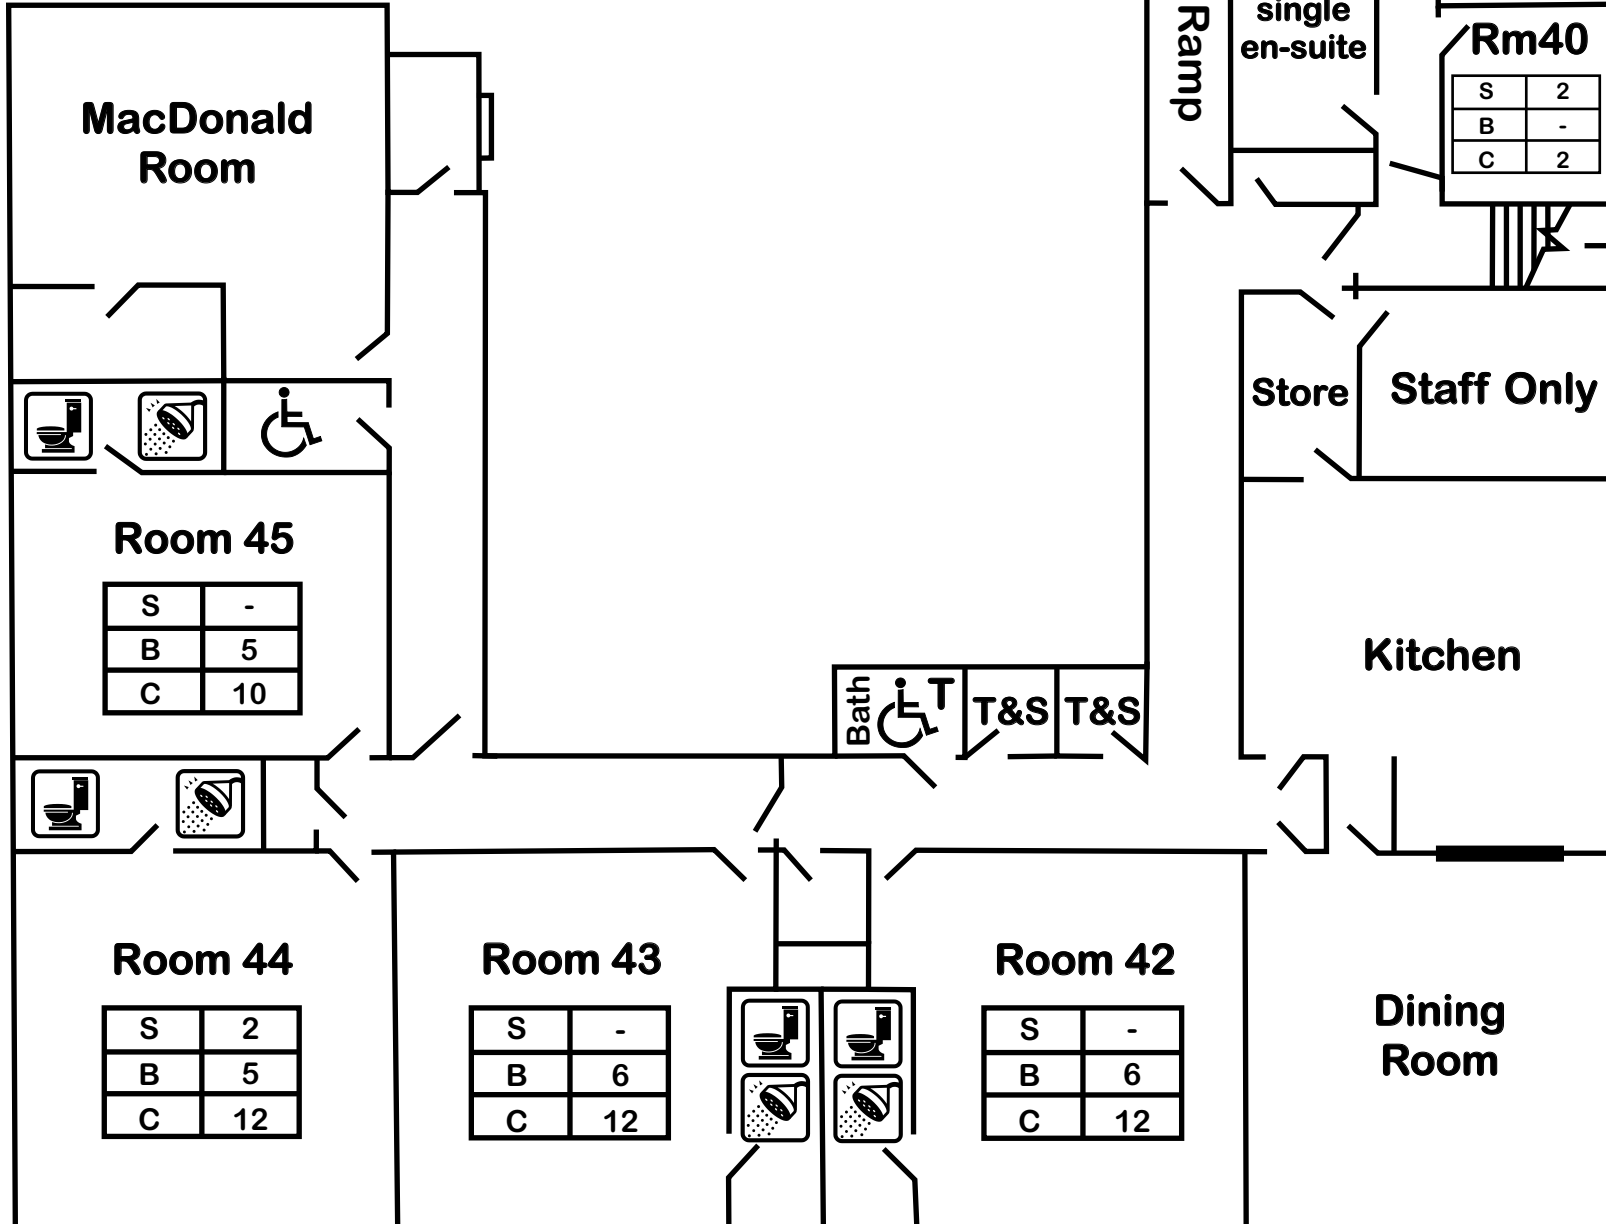 single
en-suite
Ramp
Rm40
S 2
B -
C 2
MacDonald
Room
Store
Staff Only
Room 45
S -
B 5
C 10
Kitchen
Bath
T
T&S
T&S
Room 44
S 2
B 5
C 12
Room 43
S -
B 6
C 12
Room 42
S -
B 6
C 12
Dining
Room